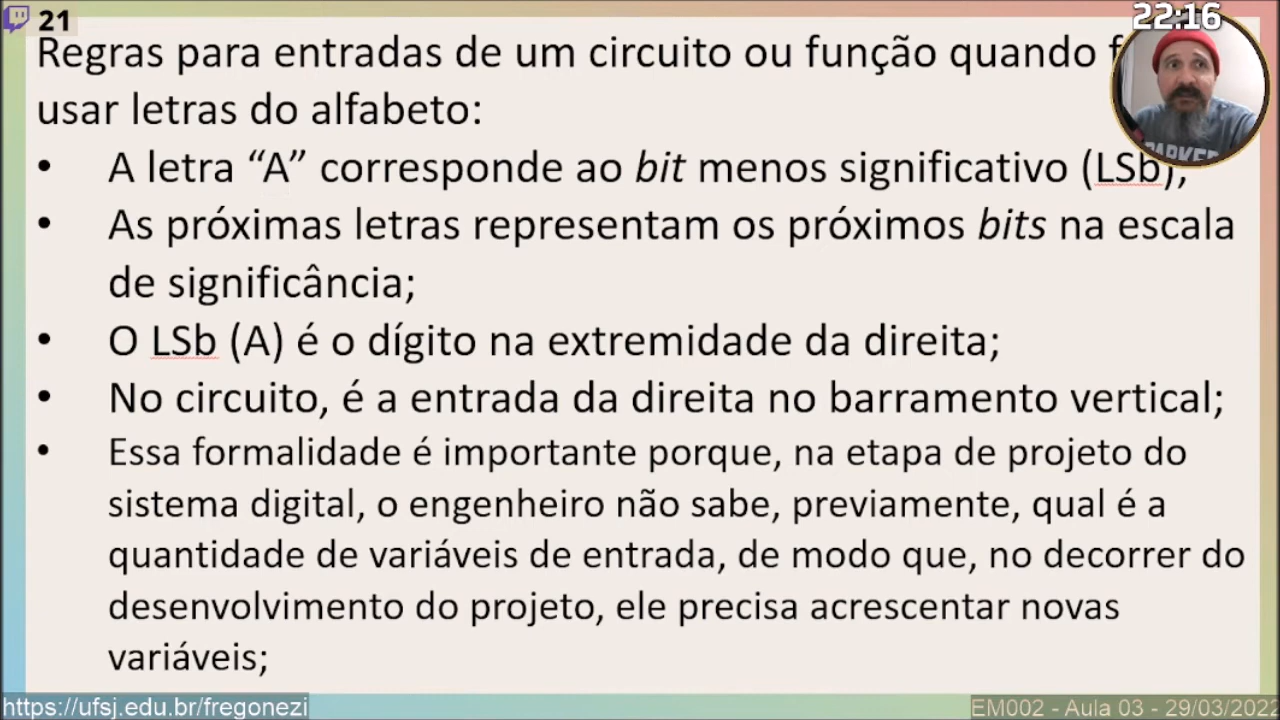 21
22:16
Regras para entradas de um circuito ou função quando
usar letras do alfabeto:
• A letra “A” corresponde ao bit menos significativo (LSb);
• As próximas letras representam os próximos bits na escala
de significância;
• O LSb (A) é o dígito na extremidade da direita;
• No circuito, é a entrada da direita no barramento vertical;
• Essa formalidade é importante porque, na etapa de projeto do
sistema digital, o engenheiro não sabe, previamente, qual é a
quantidade de variáveis de entrada, de modo que, no decorrer do
desenvolvimento do projeto, ele precisa acrescentar novas
variáveis;
https://ufsj.edu.br/fregonezi
EM002 - Aula 03 - 29/03/2022